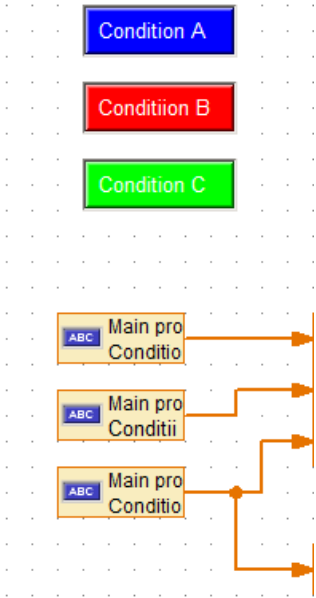 Condition A
Conditiion B
Condition C
ABC
Main pro
Conditio
ABC
Main pro
Conditii
ABC
Main pro
Conditio